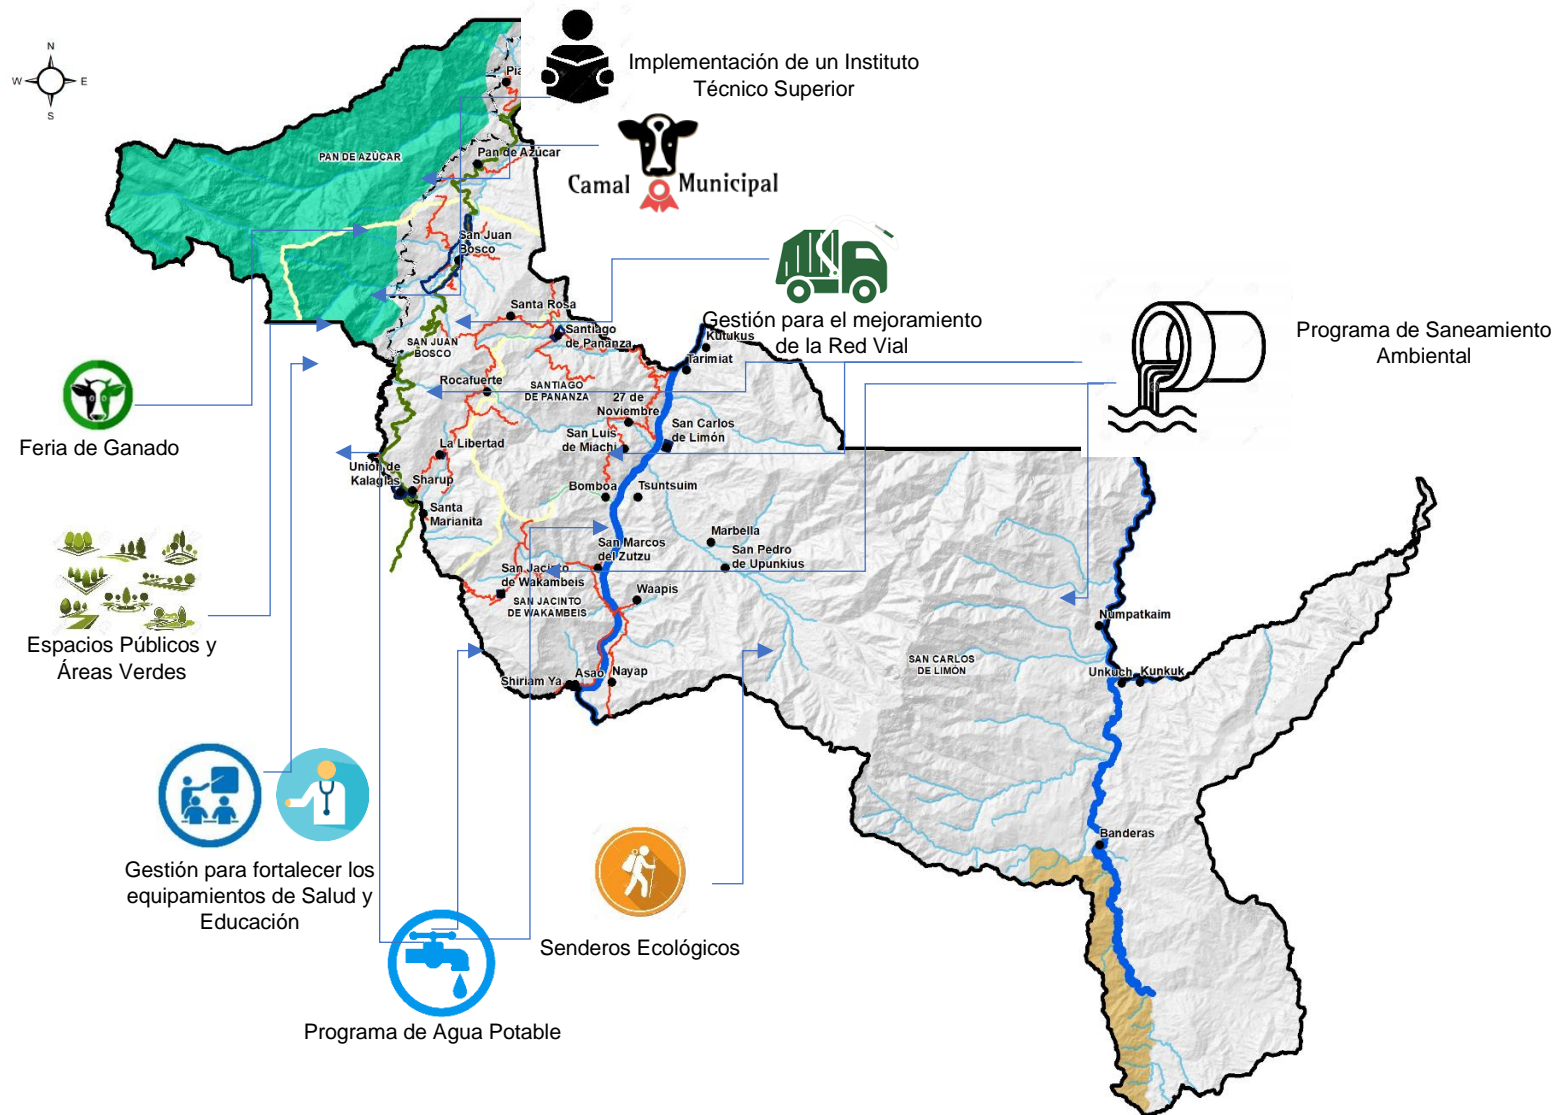 N
W
E
S
Implementación de un Instituto
Técnico Superior
Pan de Azúcar
PAN DE AZÚCAR
Camal
Municipal
San Juan
Bosco
Gestión para el mejoramiento
de la Red Vial
Programa de Saneamiento
Ambiental
Santa Rosa
Santiago
de Pananza
SAN JUAN
BOSCO
Kutukus
Tarimiat
Rocafuerte
SANTIAGO
DE PANANZA
27 de
Noviembre
San Carlos
de Limón
San Luis
de Miachi
Feria de Ganado
La Libertad
Unión de
Kalaglas
Sharup
Santa
Marianita
Bomboa
Tsuntsuim
Marbella
San Marcos
del Zutzu
San Pedro
de Upunkius
San Jacinto
de Wakambeis
SAN JACINTO
DE WAKAMBEIS
Waapis
Numpatkaim
Espacios Públicos y
Áreas Verdes
SAN CARLOS
DE LIMÓN
Shiriam Ya
Asao
Nayap
Unkuch
Kunkuk
Banderas
Gestión para fortalecer los
equipamientos de Salud y
Educación
Senderos Ecológicos
Programa de Agua Potable